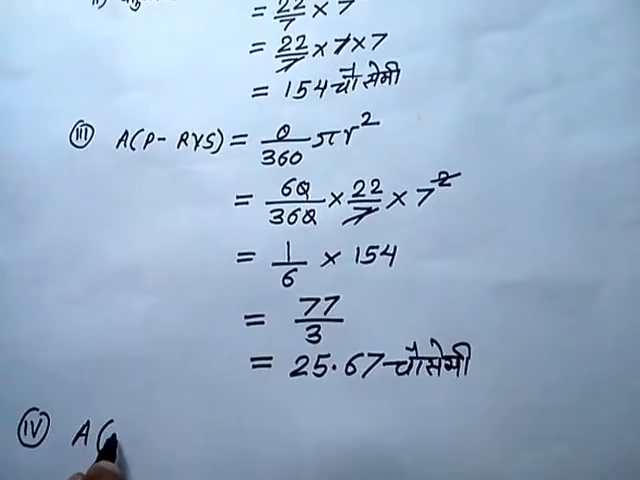 = 22/7 × 7
= 22/7 × 7 × 7
= 154 चौसेमी
(iii) A(P- RYS) = θ/360 πr²
= 60/360 × 22/7 × 7²
= 1/6 × 154
= 77/3
= 25.67 चौसेमी
(iv) A(